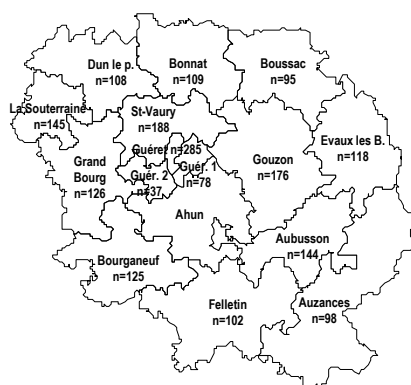 Dun le p.
n=108
Bonnat
n=109
Boussac
n=95
La Souterraine
n=145
St-Vaury
n=188
Evaux les B.
n=118
Guéret n=285
Grand
Bourg
n=126
Guér. 2
n=37
Guér. 1
n=78
Gouzon
n=176
Ahun
Aubusson
n=144
Bourganeuf
n=125
Felletin
n=102
Auzances
n=98